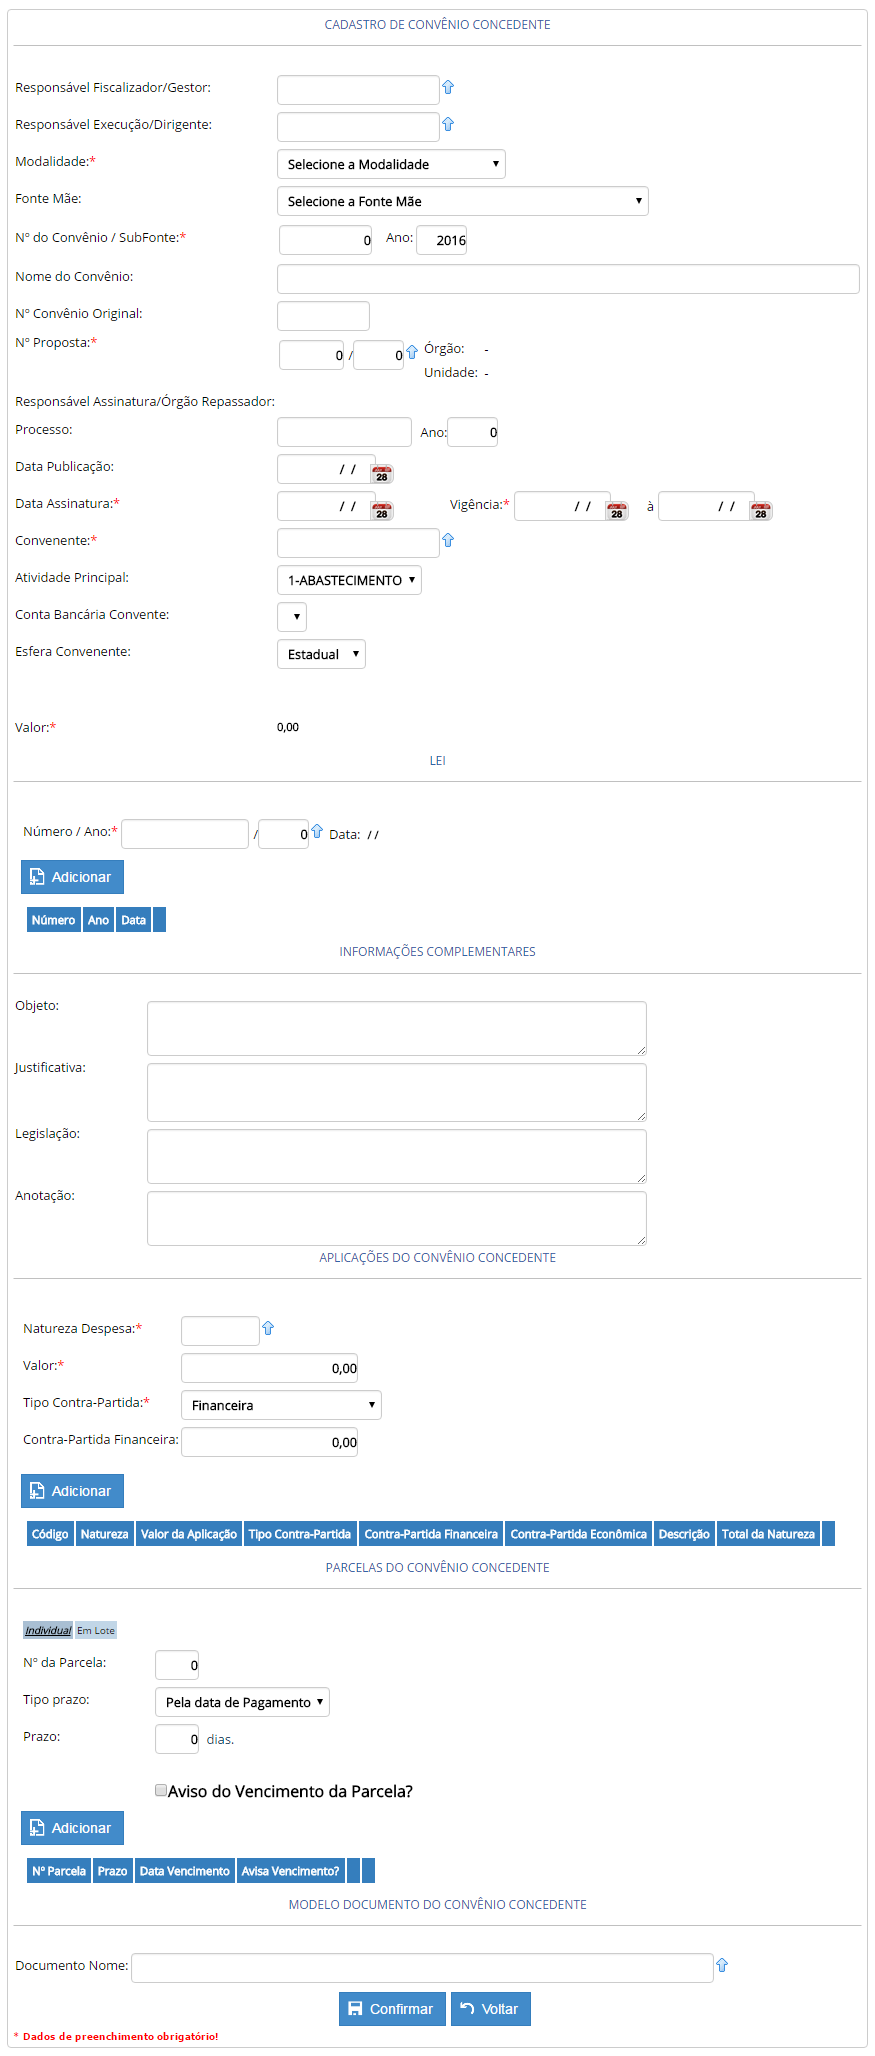 CADASTRO DE CONVÊNIO CONCEDENTE
Responsável Fiscalizador/Gestor:
Responsável Execução/Dirigente:
Modalidade:* Selecione a Modalidade
Fonte Mãe: Selecione a Fonte Mãe
Nº do Convênio / SubFonte:* 0 Ano: 2016
Nome do Convênio:
Nº Convênio Original:
Nº Proposta:* 0 / 0 Órgão: -
Unidade: -
Responsável Assinatura/Órgão Repassador:
Processo: Ano: 0
Data Publicação: / / 28
Data Assinatura:* / / 28 Vigência:* / / 28 à / / 28
Convenente:*
Atividade Principal: 1-ABASTECIMENTO
Conta Bancária Convente:
Esfera Convenente: Estadual
Valor:* 0,00
LEI
Número / Ano:* / 0 Data: / /
Adicionar
Número Ano Data
INFORMAÇÕES COMPLEMENTARES
Objeto:
Justificativa:
Legislação:
Anotação:
APLICAÇÕES DO CONVÊNIO CONCEDENTE
Natureza Despesa:*
Valor:* 0,00
Tipo Contra-Partida:* Financeira
Contra-Partida Financeira: 0,00
Adicionar
Código Natureza Valor da Aplicação Tipo Contra-Partida Contra-Partida Financeira Contra-Partida Econômica Descrição Total da Natureza
PARCELAS DO CONVÊNIO CONCEDENTE
Individual Em Lote
Nº da Parcela: 0
Tipo prazo: Pela data de Pagamento
Prazo: 0 dias.
Aviso do Vencimento da Parcela?
Adicionar
Nº Parcela Prazo Data Vencimento Avisa Vencimento?
MODELO DOCUMENTO DO CONVÊNIO CONCEDENTE
Documento Nome:
Confirmar Voltar
* Dados de preenchimento obrigatório!